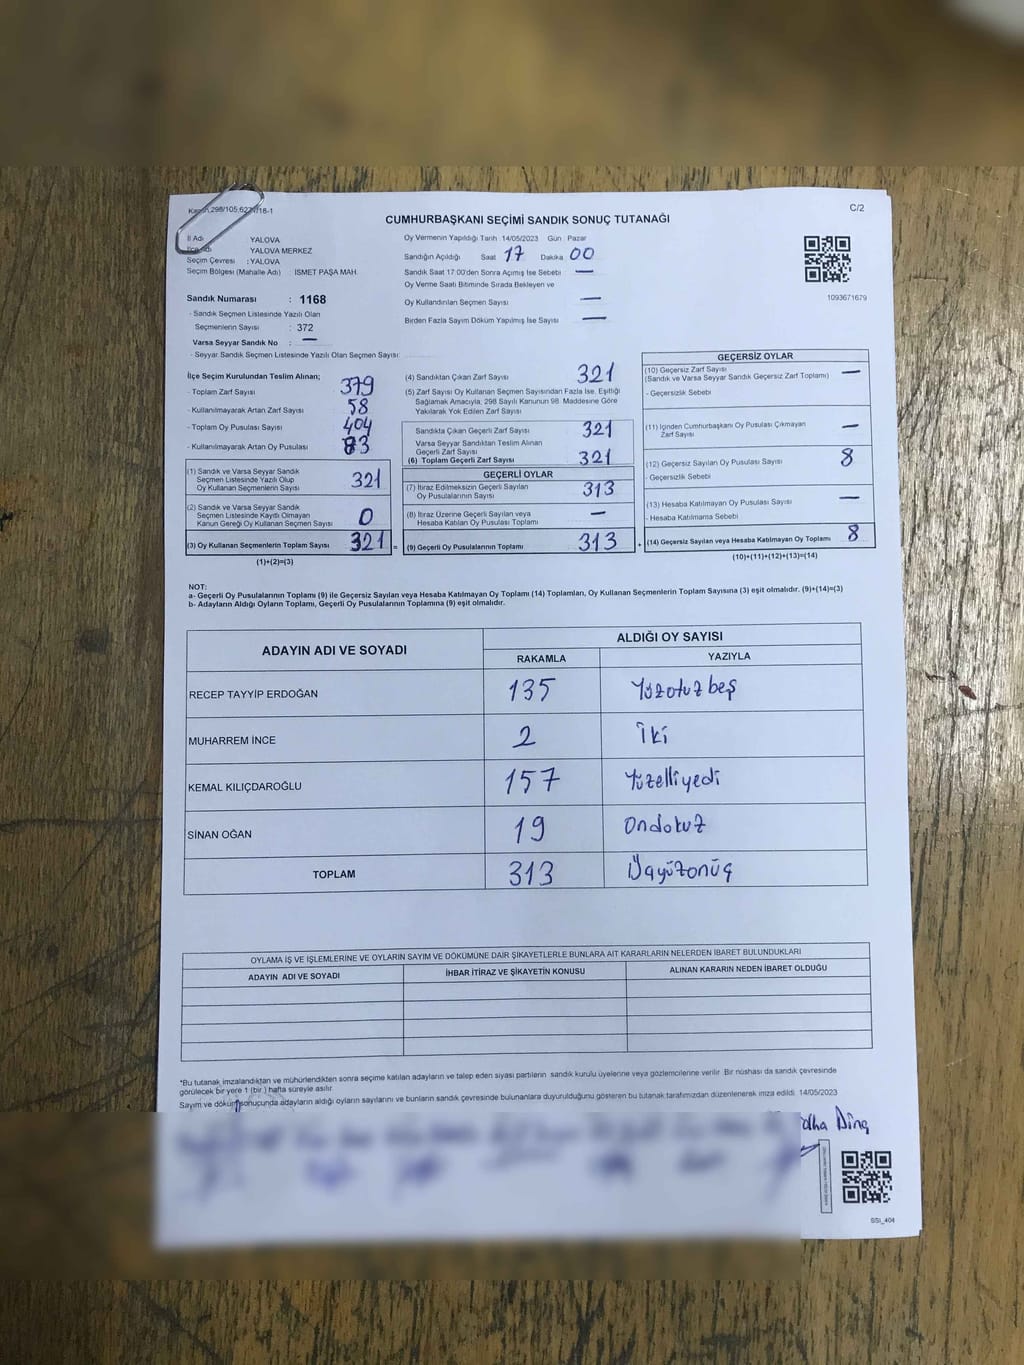 Kanun,298/105,6271/18-1
C/2
CUMHURBAŞKANI SEÇİMİ SANDIK SONUÇ TUTANAĞI
İl Adı YALOVA
İlçe Adı YALOVA MERKEZ
Seçim Çevresi : YALOVA
Seçim Bölgesi (Mahalle Adı) İSMET PAŞA MAH.
Oy Vermenin Yapıldığı Tarih :14/05/2023 Gün : Pazar
Sandığın Açıldığı Saat 17 Dakika 00
Sandık Saat 17:00'den Sonra Açımış İse Sebebi —
Oy Verme Saati Bitiminde Sırada Bekleyen ve
Oy Kullandırılan Seçmen Sayısı —
Birden Fazla Sayım Döküm Yapılmış İse Sayısı —
1093671679
Sandık Numarası : 1168
- Sandık Seçmen Listesinde Yazılı Olan
Seçmenlerin Sayısı : 372
Varsa Seyyar Sandık No : —
- Seyyar Sandık Seçmen Listesinde Yazılı Olan Seçmen Sayısı:
İlçe Seçim Kurulundan Teslim Alınan;
- Toplam Zarf Sayısı 379
- Kullanılmayarak Artan Zarf Sayısı 58
- Toplam Oy Pusulası Sayısı 404
- Kullanılmayarak Artan Oy Pusulası 83
(1) Sandık ve Varsa Seyyar Sandık
Seçmen Listesinde Yazılı Olup
Oy Kullanan Seçmenlerin Sayısı 321
(2) Sandık ve Varsa Seyyar Sandık
Seçmen Listesinde Kayıtlı Olmayan
Kanun Gereği Oy Kullanan Seçmen Sayısı 0
(3) Oy Kullanan Seçmenlerin Toplam Sayısı 321 =
(1)+(2)=(3)
(4) Sandıktan Çıkan Zarf Sayısı 321
(5) Zarf Sayısı Oy Kullanan Seçmen Sayısından Fazla İse, Eşitliği
Sağlamak Amacıyla, 298 Sayılı Kanunun 98. Maddesine Göre
Yakılarak Yok Edilen Zarf Sayısı
Sandıkta Çıkan Geçerli Zarf Sayısı 321
Varsa Seyyar Sandıktan Teslim Alınan
Geçerli Zarf Sayısı
(6) Toplam Geçerli Zarf Sayısı 321
GEÇERLİ OYLAR
(7) İtiraz Edilmeksizin Geçerli Sayılan
Oy Pusulalarının Sayısı 313
(8) İtiraz Üzerine Geçerli Sayılan veya
Hesaba Katılan Oy Pusulası Toplamı —
(9) Geçerli Oy Pusulalarının Toplamı 313 +
GEÇERSİZ OYLAR
(10) Geçersiz Zarf Sayısı
(Sandık ve Varsa Seyyar Sandık Geçersiz Zarf Toplamı) —
- Geçersizlik Sebebi
(11) İçinden Cumhurbaşkanı Oy Pusulası Çıkmayan
Zarf Sayısı —
(12) Geçersiz Sayılan Oy Pusulası Sayısı 8
- Geçersizlik Sebebi
(13) Hesaba Katılmayan Oy Pusulası Sayısı —
- Hesaba Katılmama Sebebi
(14) Geçersiz Sayılan veya Hesaba Katılmayan Oy Toplamı 8
(10)+(11)+(12)+(13)=(14)
NOT:
a- Geçerli Oy Pusulalarının Toplamı (9) ile Geçersiz Sayılan veya Hesaba Katılmayan Oy Toplamı (14) Toplamları, Oy Kullanan Seçmenlerin Toplam Sayısına (3) eşit olmalıdır. (9)+(14)=(3)
b- Adayların Aldığı Oyların Toplamı, Geçerli Oy Pusulalarının Toplamına (9) eşit olmalıdır.
ADAYIN ADI VE SOYADI
ALDIĞI OY SAYISI
RAKAMLA YAZIYLA
RECEP TAYYİP ERDOĞAN 135 Yüzotuzbeş
MUHARREM İNCE 2 İki
KEMAL KILIÇDAROĞLU 157 Yüzelliyedi
SİNAN OĞAN 19 Ondokuz
TOPLAM 313 Üçyüzonüç
OYLAMA İŞ VE İŞLEMLERİNE VE OYLARIN SAYIM VE DÖKÜMÜNE DAİR ŞİKAYETLERLE BUNLARA AİT KARARLARIN NELERDEN İBARET BULUNDUKLARI
ADAYIN ADI VE SOYADI İHBAR İTİRAZ VE ŞİKAYETİN KONUSU ALINAN KARARIN NEDEN İBARET OLDUĞU
*Bu tutanak imzalandıktan ve mühürlendikten sonra seçime katılan adayların ve talep eden siyasi partilerin sandık kurulu üyelerine veya gözlemcilerine verilir. Bir nüshası da sandık çevresinde
görülecek bir yere 1 (bir ) hafta süreyle asılır.
Sayım ve döküm sonuçunda adayların aldığı oyların sayılarını ve bunların sandık çevresinde bulunanlara duyurulduğunu gösteren bu tutanak tarafımızdan düzenlenerek imza edildi. 14/05/2023
SSI_404